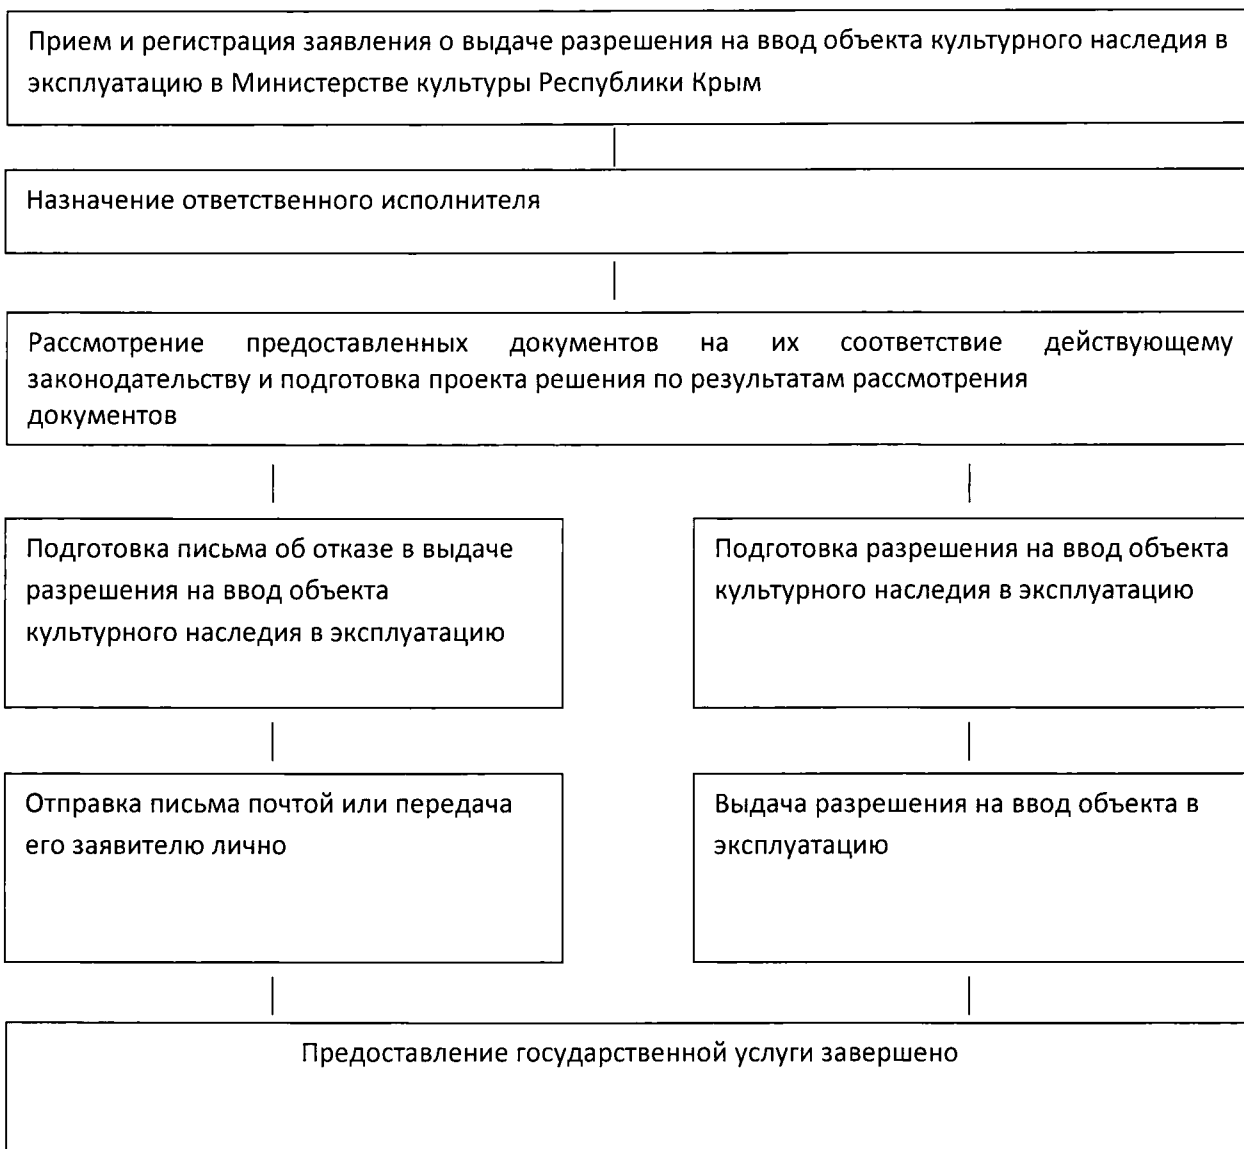 Прием и регистрация заявления о выдаче разрешения на ввод объекта культурного наследия в
эксплуатацию в Министерстве культуры Республики Крым
Назначение ответственного исполнителя
Рассмотрение предоставленных документов на их соответствие действующему
законодательству и подготовка проекта решения по результатам рассмотрения
документов
Подготовка письма об отказе в выдаче
разрешения на ввод объекта
культурного наследия в эксплуатацию
Подготовка разрешения на ввод объекта
культурного наследия в эксплуатацию
Отправка письма почтой или передача
его заявителю лично
Выдача разрешения на ввод объекта в
эксплуатацию
Предоставление государственной услуги завершено